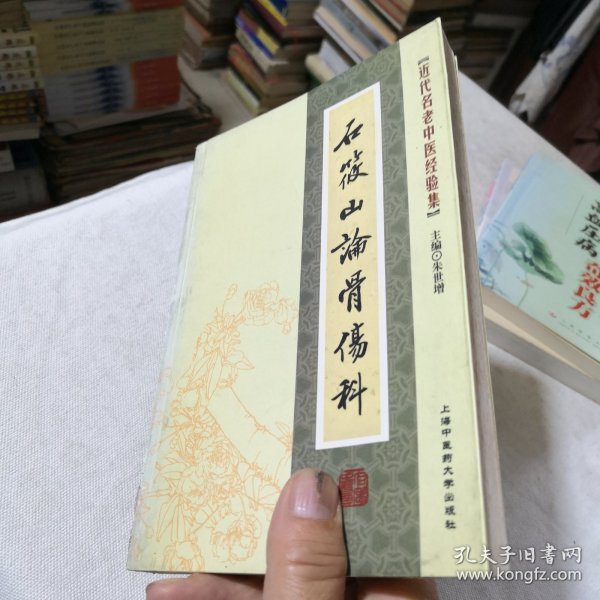 【近代名老中医经验集】
主编⊙朱世增
石筱山論骨傷科
上海中医药大学出版社
孔夫子旧书网
www.kongfz.com